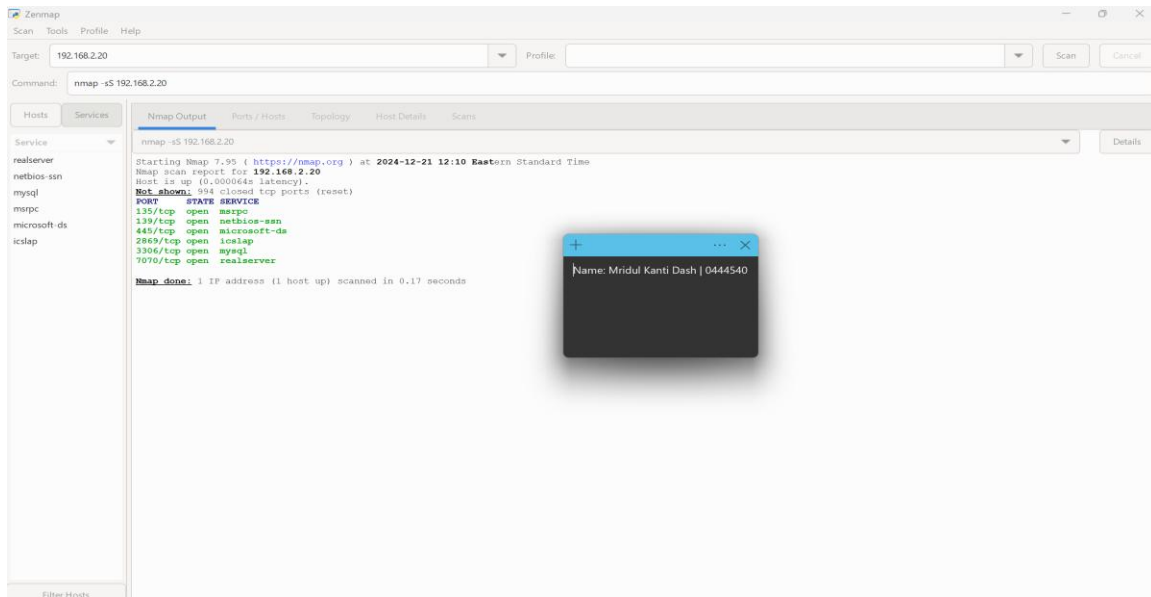 Zenmap
Scan Tools Profile Help
Target: 192.168.2.20 Profile: Scan Cancel
Command: nmap -sS 192.168.2.20
Hosts Services
Nmap Output Ports / Hosts Topology Host Details Scans
Service
nmap -sS 192.168.2.20 Details
realserver
netbios-ssn
mysql
msrpc
microsoft-ds
icslap
Starting Nmap 7.95 ( https://nmap.org ) at 2024-12-21 12:10 Eastern Standard Time
Nmap scan report for 192.168.2.20
Host is up (0.000064s latency).
Not shown: 994 closed tcp ports (reset)
PORT STATE SERVICE
135/tcp open msrpc
139/tcp open netbios-ssn
445/tcp open microsoft-ds
2869/tcp open icslap
3306/tcp open mysql
7070/tcp open realserver
Nmap done: 1 IP address (1 host up) scanned in 0.17 seconds
Name: Mridul Kanti Dash | 0444540
Filter Hosts